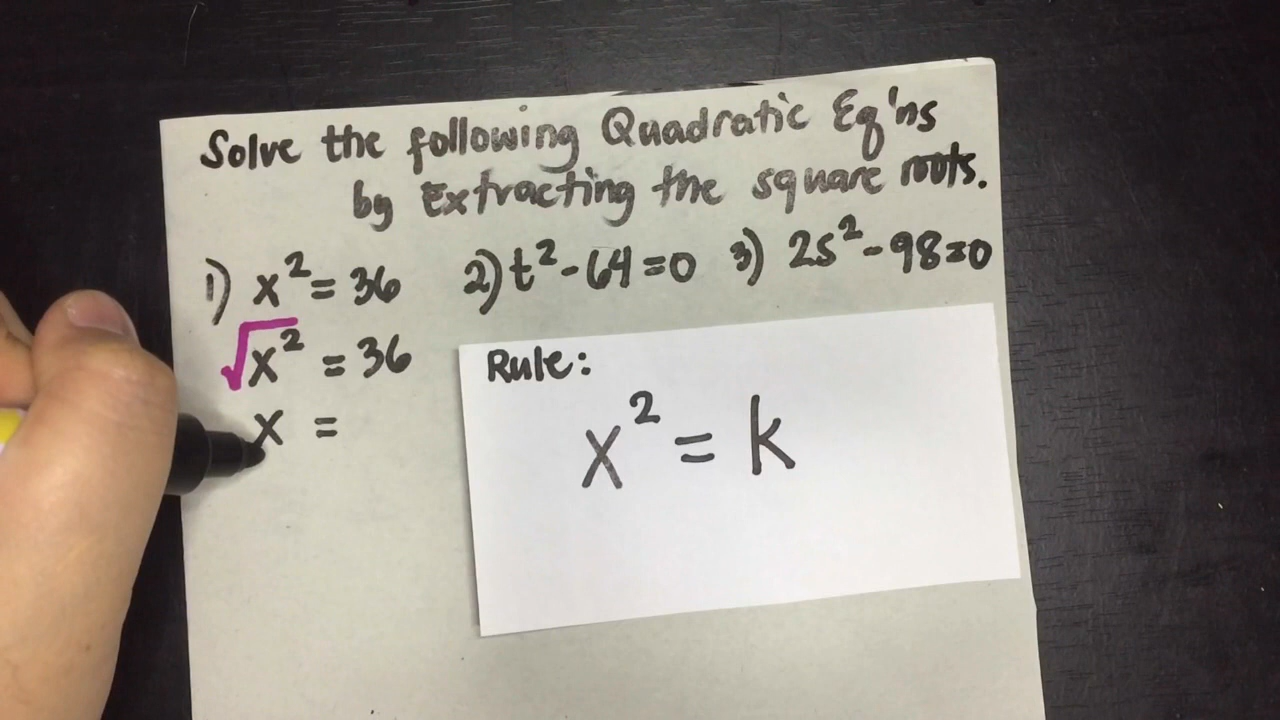 Solve the following Quadratic Eq'ns
by Extracting the square roots.
1) x² = 36 2) t² - 64 = 0 3) 2s² - 98 = 0
√x² = 36
x =
Rule:
x² = k